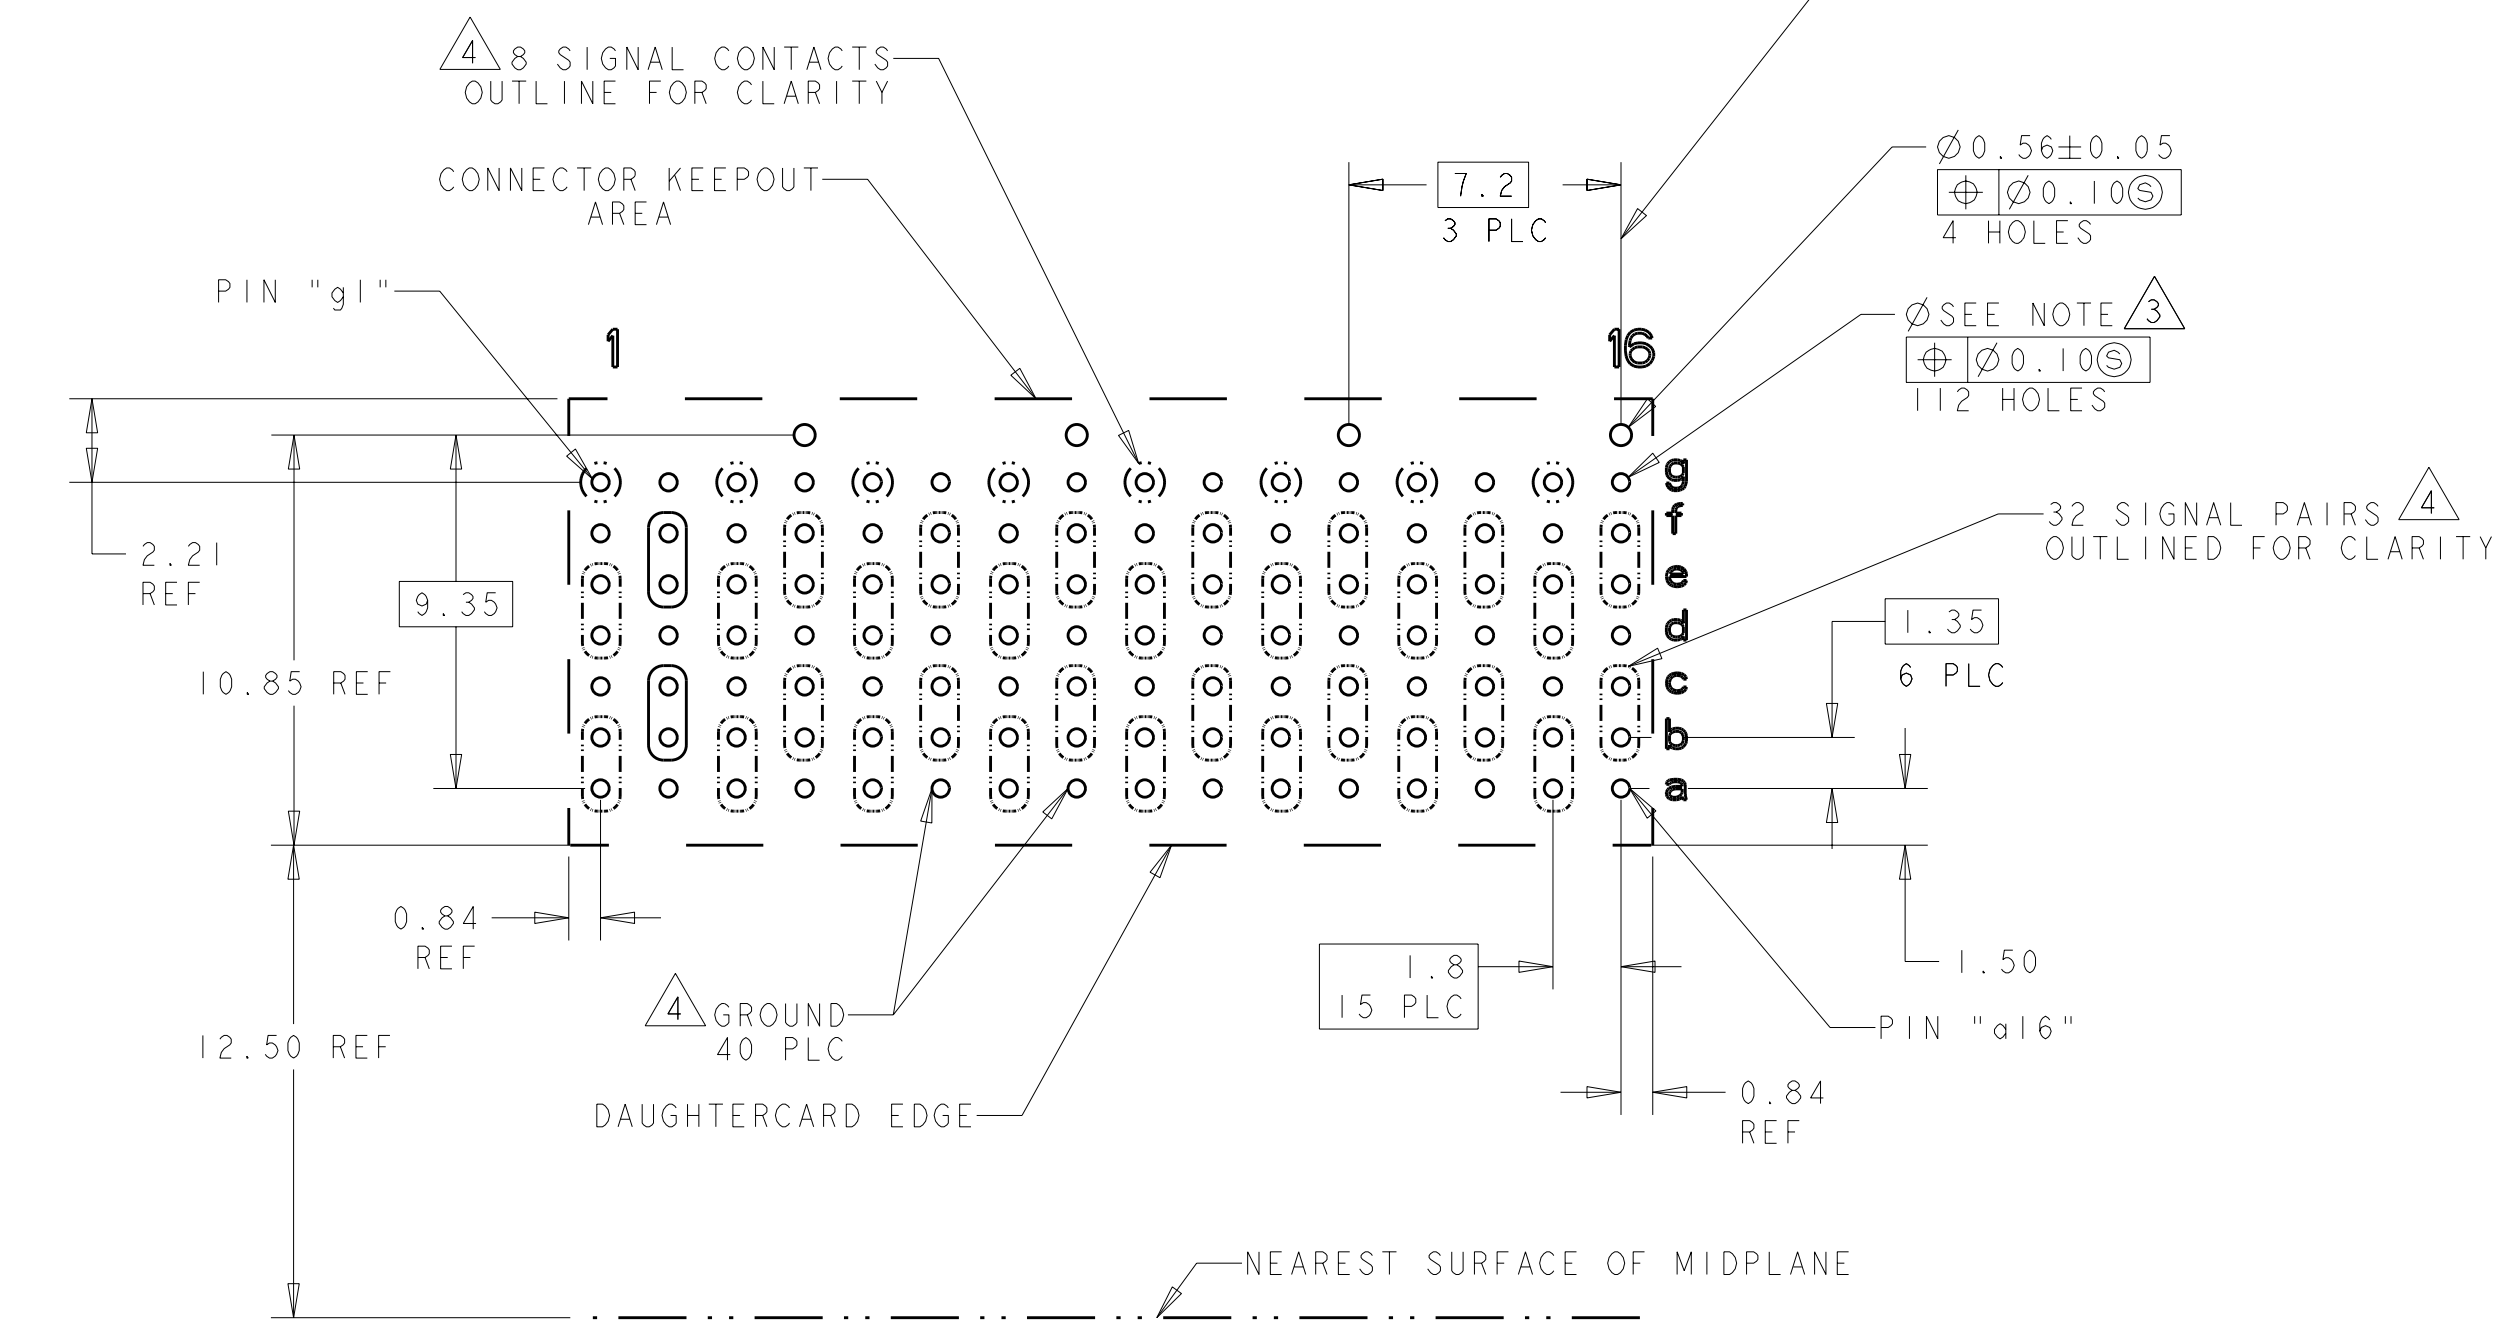 4 8 SIGNAL CONTACTS
OUTLINE FOR CLARITY
CONNECTOR KEEPOUT
AREA
7.2
3 PLC
Ø0.56±0.05
⌖ Ø0.10Ⓢ
4 HOLES
PIN "g1"
ØSEE NOTE 3
⌖ Ø0.10Ⓢ
112 HOLES
1
16
g
f
e
d
c
b
a
32 SIGNAL PAIRS 4
OUTLINED FOR CLARITY
2.21
REF
9.35
1.35
6 PLC
10.85 REF
0.84
REF
1.8
15 PLC
1.50
4 GROUND
40 PLC
PIN "a16"
12.50 REF
DAUGHTERCARD EDGE
0.84
REF
NEAREST SURFACE OF MIDPLANE